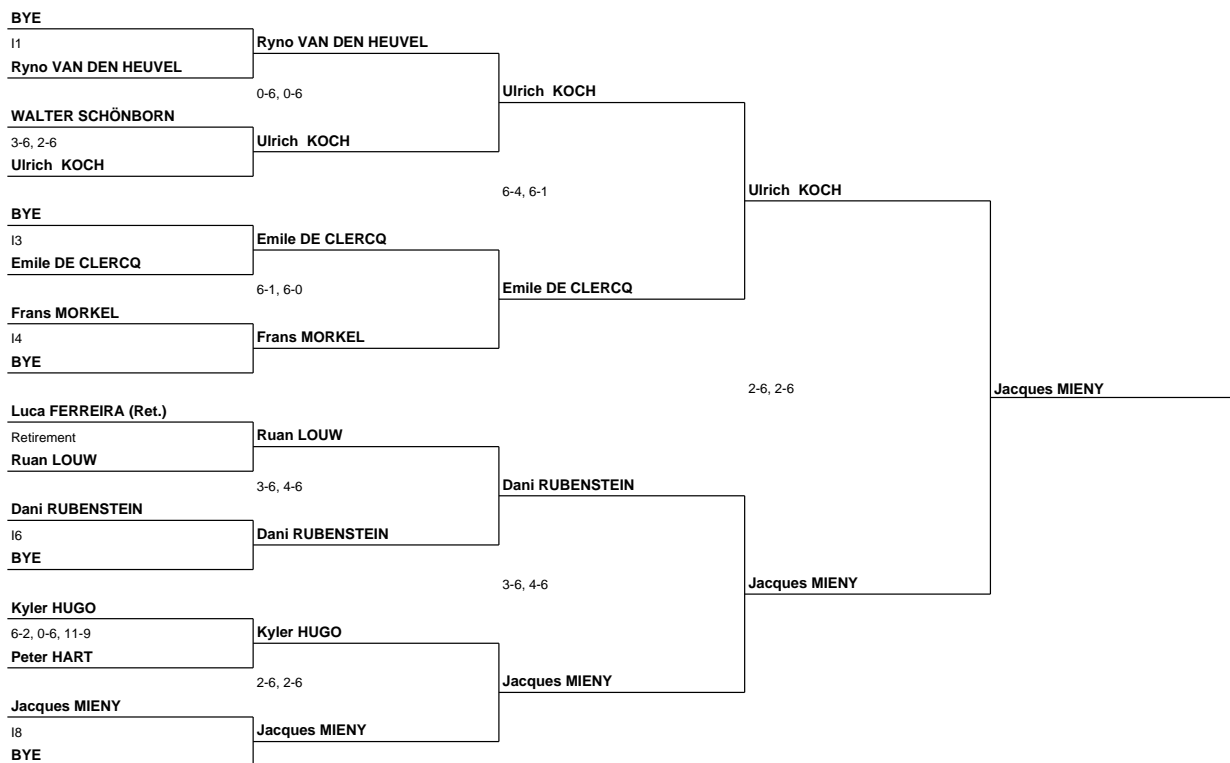 BYE
I1
Ryno VAN DEN HEUVEL
Ryno VAN DEN HEUVEL
0-6, 0-6
WALTER SCHÖNBORN
3-6, 2-6
Ulrich  KOCH
Ulrich  KOCH
Ulrich  KOCH
6-4, 6-1
BYE
I3
Emile DE CLERCQ
Emile DE CLERCQ
6-1, 6-0
Frans MORKEL
I4
BYE
Frans MORKEL
Emile DE CLERCQ
Ulrich  KOCH
2-6, 2-6
Luca FERREIRA (Ret.)
Retirement
Ruan LOUW
Ruan LOUW
3-6, 4-6
Dani RUBENSTEIN
I6
BYE
Dani RUBENSTEIN
Dani RUBENSTEIN
3-6, 4-6
Kyler HUGO
6-2, 0-6, 11-9
Peter HART
Kyler HUGO
2-6, 2-6
Jacques MIENY
I8
BYE
Jacques MIENY
Jacques MIENY
Jacques MIENY
Jacques MIENY